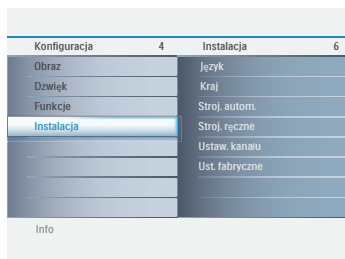 Konfiguracja 4 Instalacja 6
Obraz Język
Dźwięk Kraj
Funkcje Stroj. autom.
Instalacja Stroj. ręczne
Ustaw. kanału
Ust. fabryczne
Info